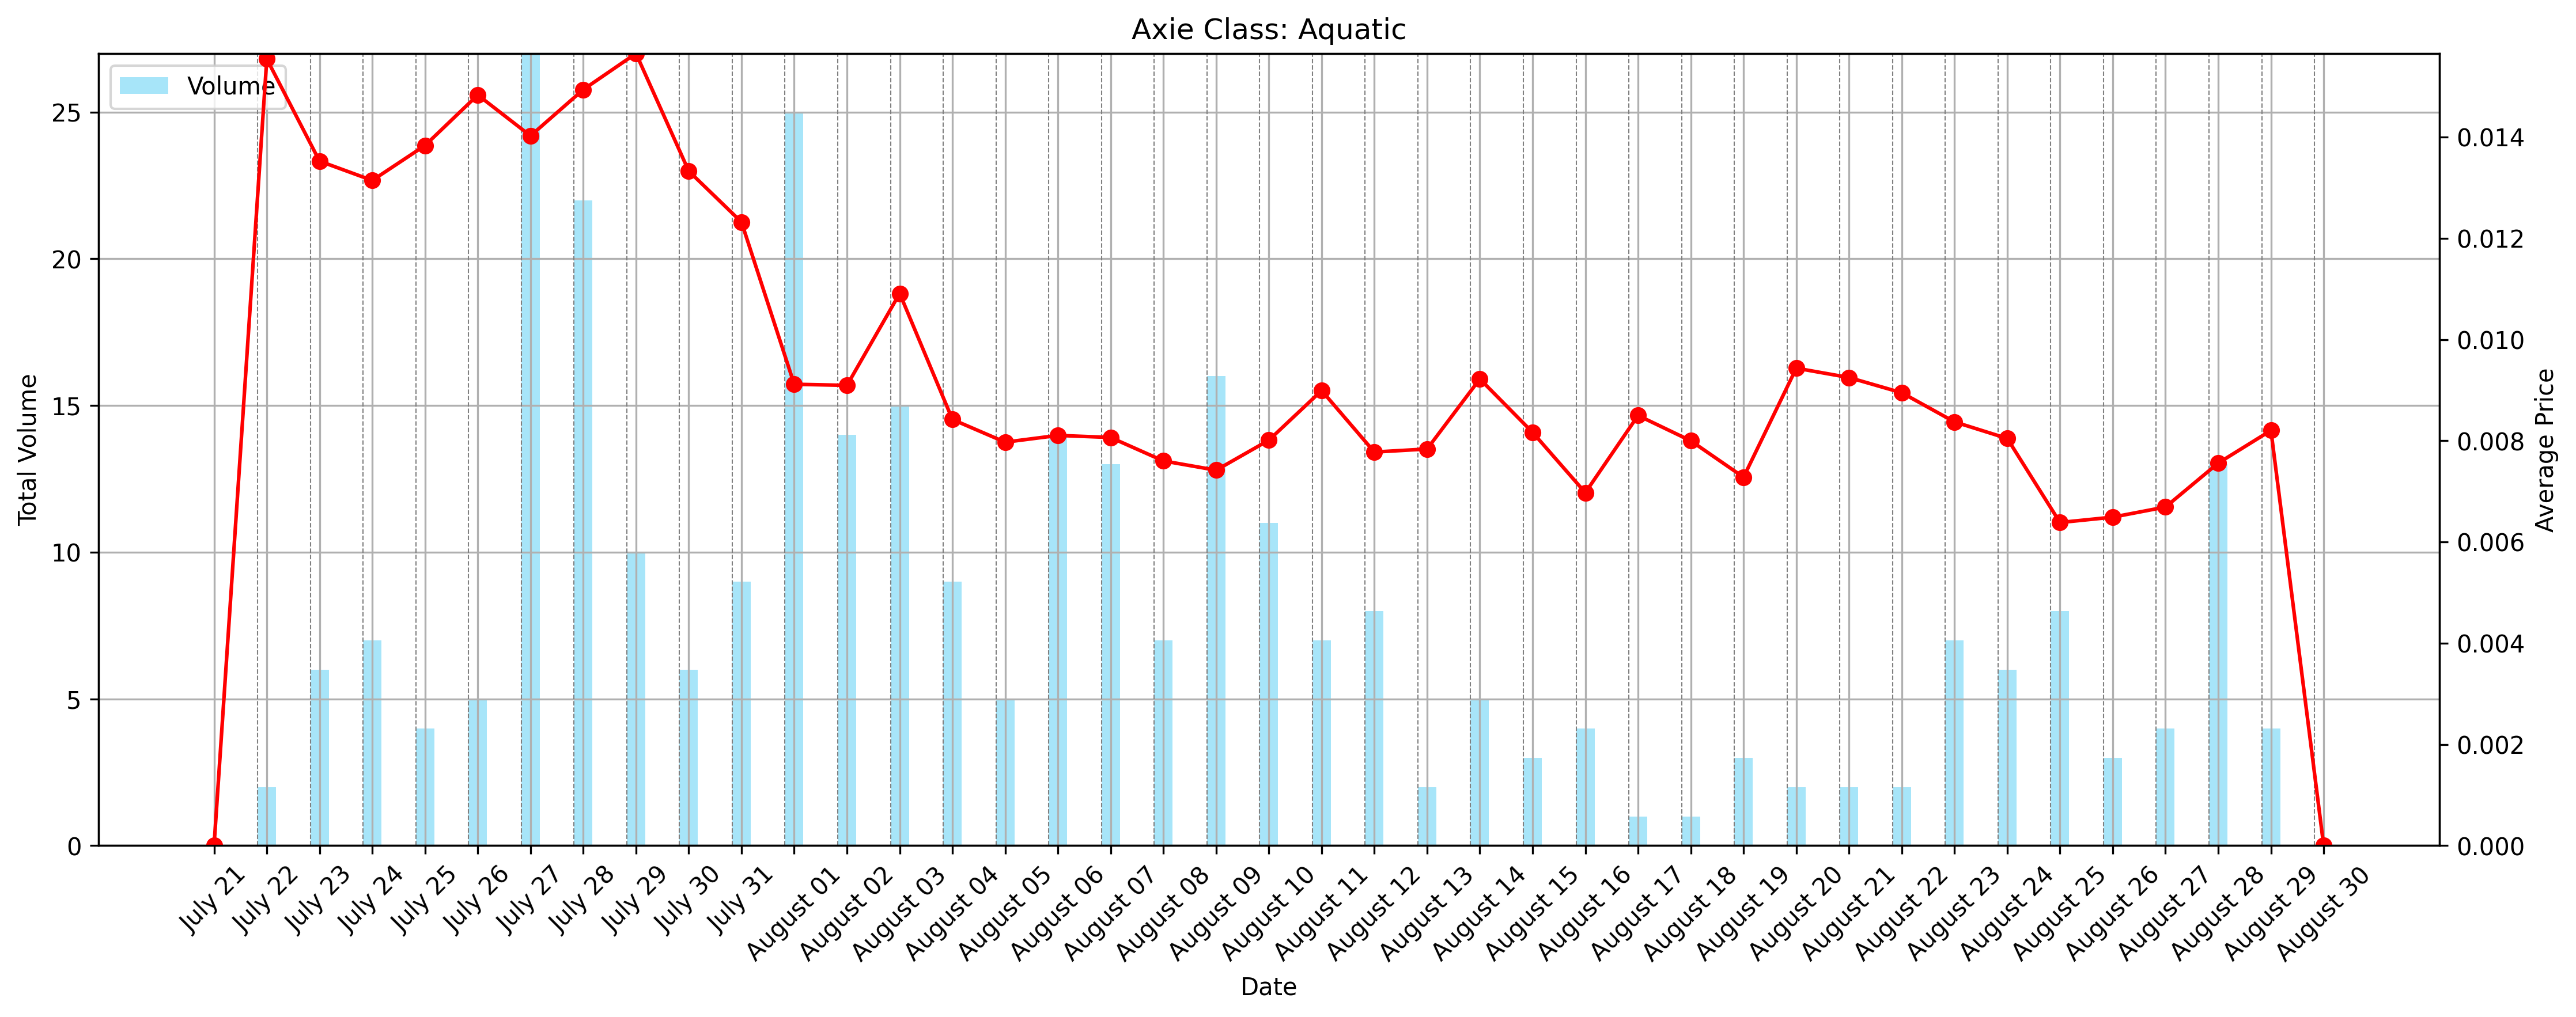 Axie Class: Aquatic
Volume
25
20
15
10
5
0
Total Volume
0.014
0.012
0.010
0.008
0.006
0.004
0.002
0.000
Average Price
July 21
July 22
July 23
July 24
July 25
July 26
July 27
July 28
July 29
July 30
July 31
August 01
August 02
August 03
August 04
August 05
August 06
August 07
August 08
August 09
August 10
August 11
August 12
August 13
August 14
August 15
August 16
August 17
August 18
August 19
August 20
August 21
August 22
August 23
August 24
August 25
August 26
August 27
August 28
August 29
August 30
Date